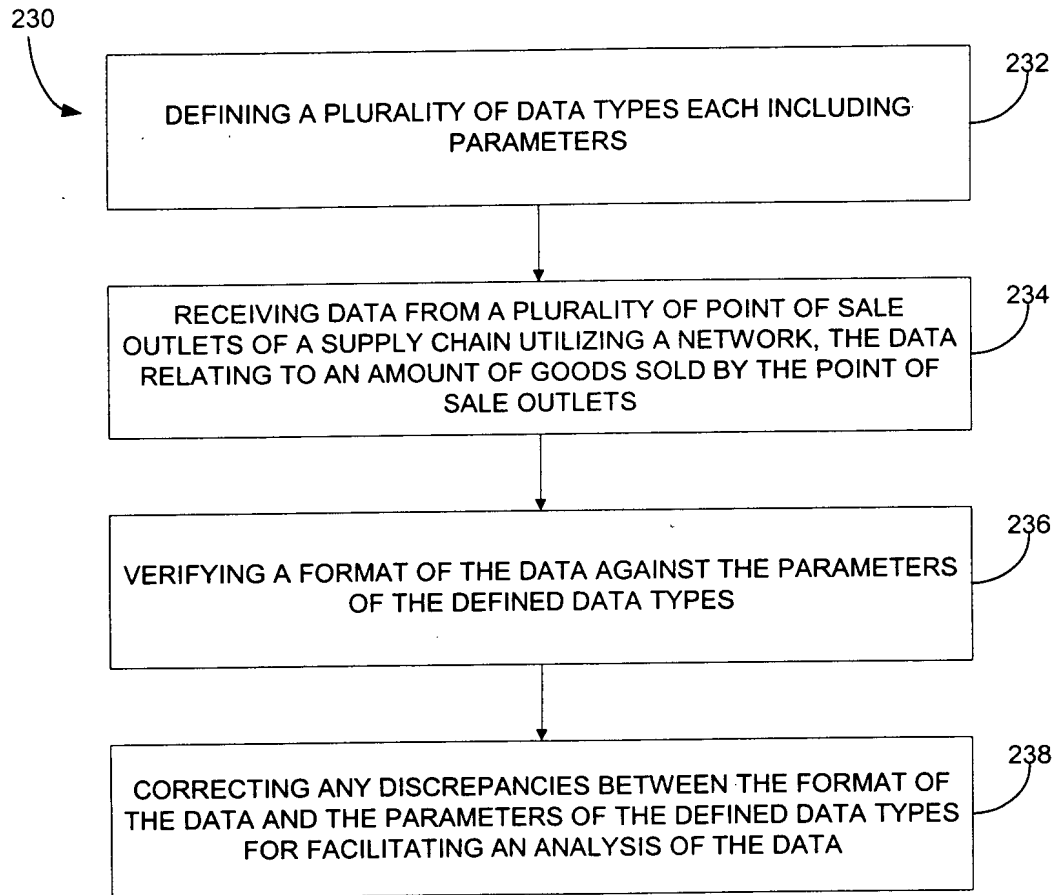 230
232
DEFINING A PLURALITY OF DATA TYPES EACH INCLUDING
PARAMETERS
234
RECEIVING DATA FROM A PLURALITY OF POINT OF SALE
OUTLETS OF A SUPPLY CHAIN UTILIZING A NETWORK, THE DATA
RELATING TO AN AMOUNT OF GOODS SOLD BY THE POINT OF
SALE OUTLETS
236
VERIFYING A FORMAT OF THE DATA AGAINST THE PARAMETERS
OF THE DEFINED DATA TYPES
238
CORRECTING ANY DISCREPANCIES BETWEEN THE FORMAT OF
THE DATA AND THE PARAMETERS OF THE DEFINED DATA TYPES
FOR FACILITATING AN ANALYSIS OF THE DATA